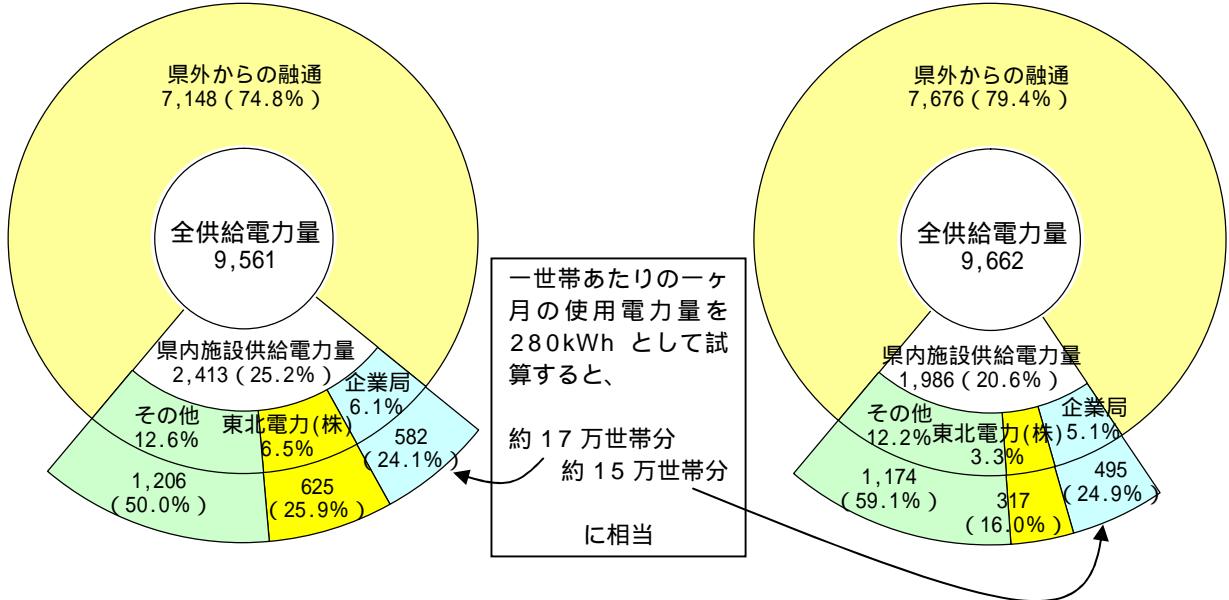 県外からの融通
7,148（74.8％）
全供給電力量
9,561
県内施設供給電力量
2,413（25.2％）
その他
12.6％
東北電力(株)
6.5％
企業局
6.1％
1,206
（50.0％）
625
（25.9％）
582
（24.1％）
一世帯あたりの一ヶ
月の使用電力量を
280kWh として試
算すると、
約 17 万世帯分
約 15 万世帯分
に相当
県外からの融通
7,676（79.4％）
全供給電力量
9,662
県内施設供給電力量
1,986（20.6％）
その他
12.2％
東北電力(株)
3.3％
企業局
5.1％
1,174
（59.1％）
317
（16.0％）
495
（24.9％）